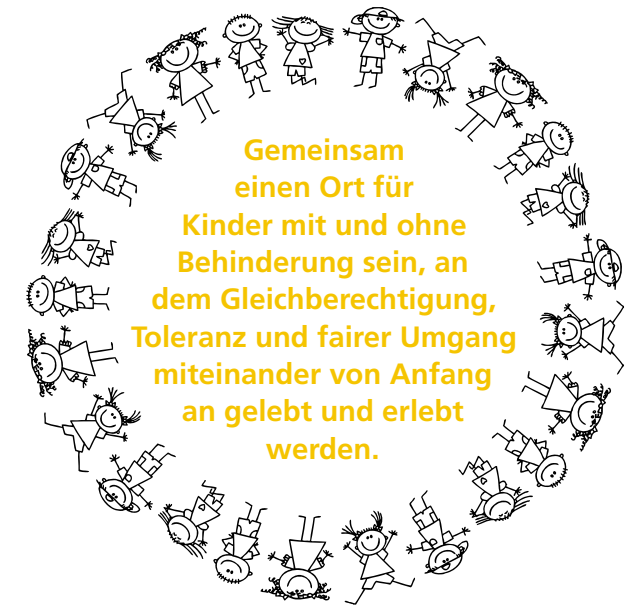 Gemeinsam
einen Ort für
Kinder mit und ohne
Behinderung sein, an
dem Gleichberechtigung,
Toleranz und fairer Umgang
miteinander von Anfang
an gelebt und erlebt
werden.